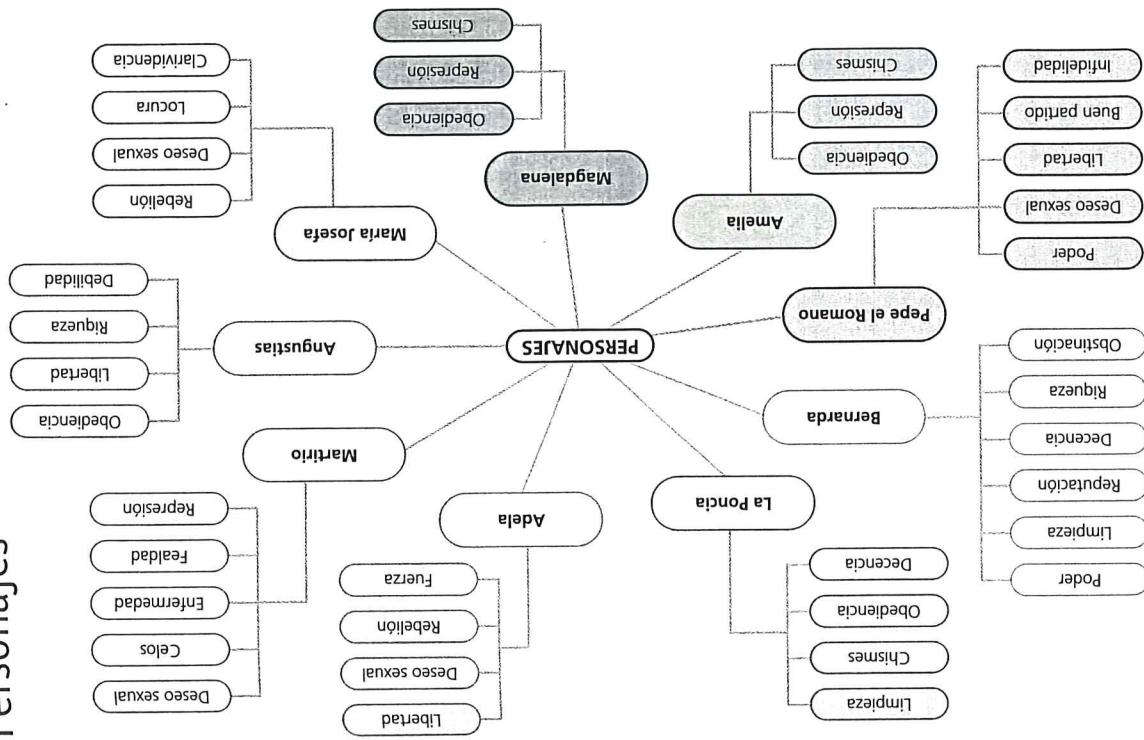 Personajes
PERSONAJES
La Poncia
Limpieza
Chismes
Obediencia
Decencia
Adela
Libertad
Deseo sexual
Rebelión
Fuerza
Martirio
Deseo sexual
Celos
Enfermedad
Fealdad
Represión
Angustias
Obediencia
Libertad
Riqueza
Debilidad
María Josefa
Rebelión
Deseo sexual
Locura
Clarividencia
Magdalena
Obediencia
Represión
Chismes
Amelia
Obediencia
Represión
Chismes
Pepe el Romano
Poder
Deseo sexual
Libertad
Buen partido
Infidelidad
Bernarda
Poder
Limpieza
Reputación
Decencia
Riqueza
Obstinación